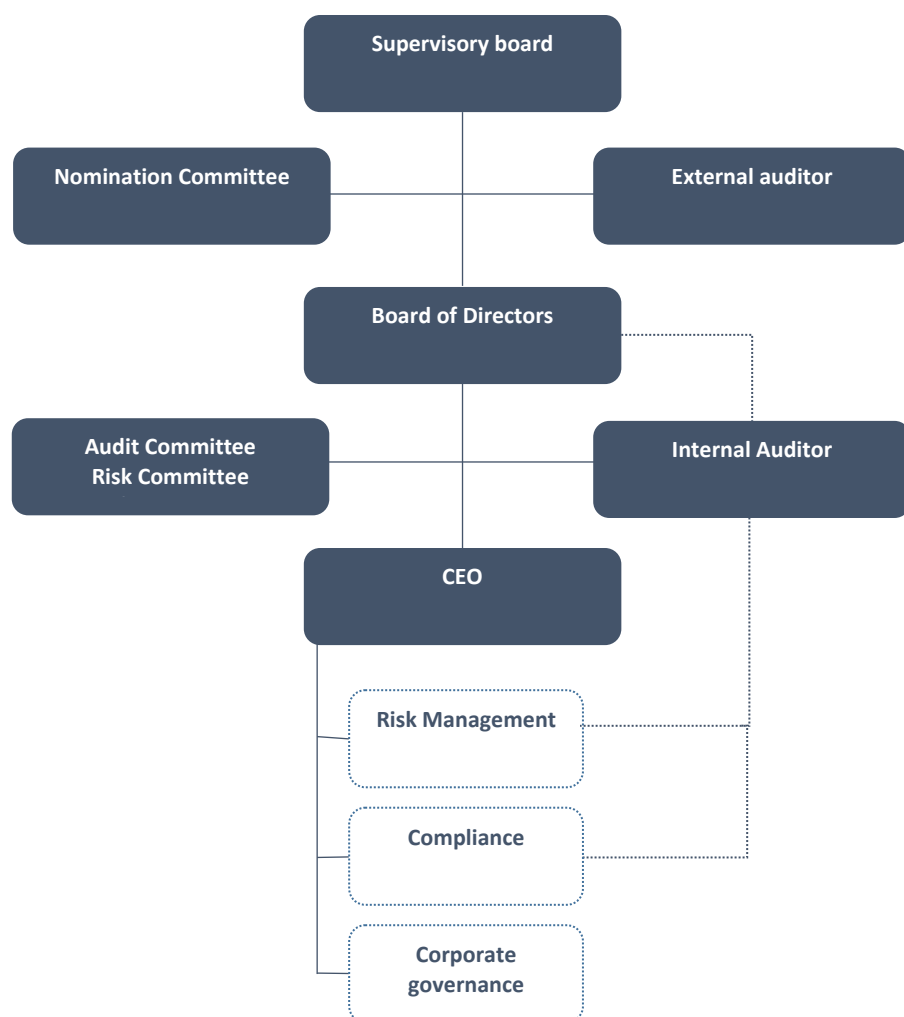 Supervisory board
Nomination Committee
External auditor
Board of Directors
Audit Committee
Risk Committee
Internal Auditor
CEO
Risk Management
Compliance
Corporate
governance